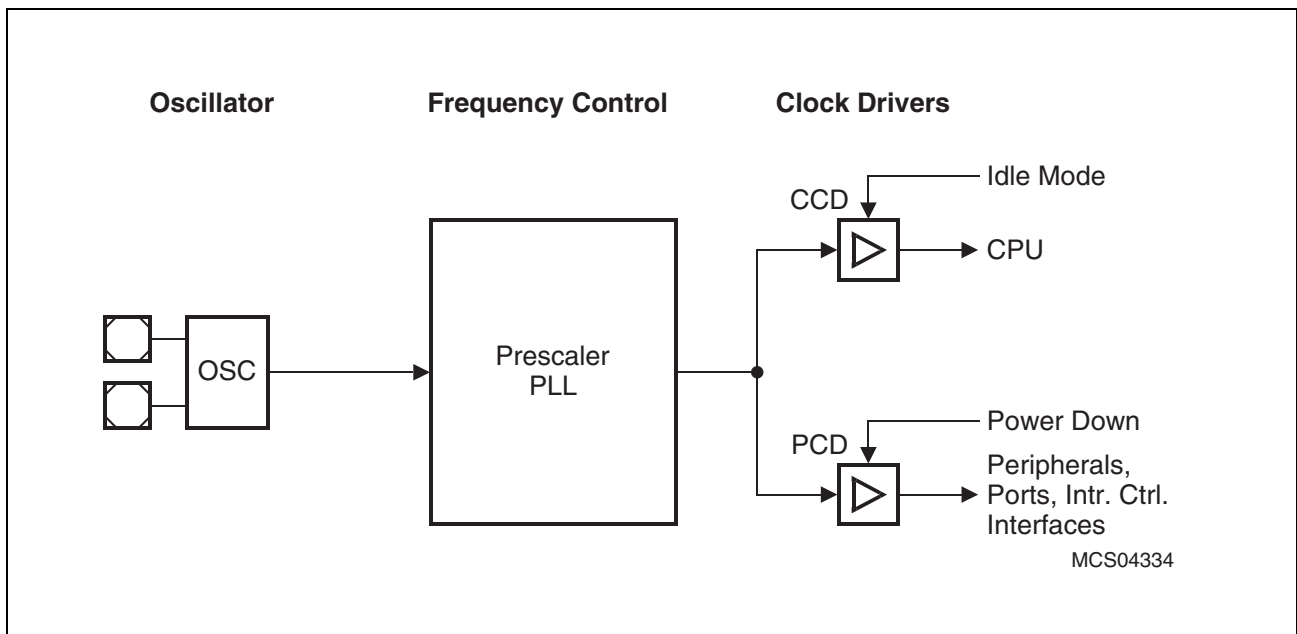 Oscillator
Frequency Control
Clock Drivers
Idle Mode
CCD
CPU
OSC
Prescaler
PLL
Power Down
PCD
Peripherals,
Ports, Intr. Ctrl.
Interfaces
MCS04334